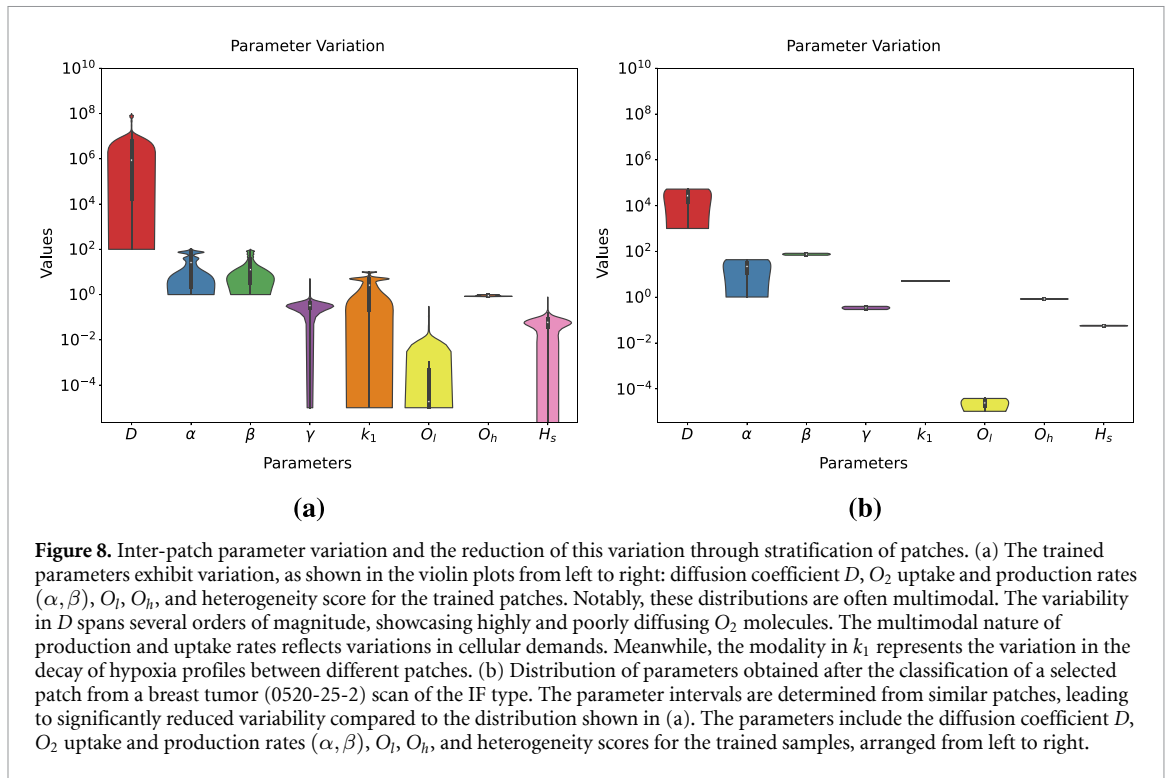 Parameter Variation
10^10
10^8
10^6
10^4
10^2
10^0
10^-2
10^-4
Values
D α β γ k_1 O_l O_h H_s
Parameters
(a)
Parameter Variation
10^10
10^8
10^6
10^4
10^2
10^0
10^-2
10^-4
Values
D α β γ k_1 O_l O_h H_s
Parameters
(b)
Figure 8. Inter-patch parameter variation and the reduction of this variation through stratification of patches. (a) The trained
parameters exhibit variation, as shown in the violin plots from left to right: diffusion coefficient D, O_2 uptake and production rates
(α,β), O_l, O_h, and heterogeneity score for the trained patches. Notably, these distributions are often multimodal. The variability
in D spans several orders of magnitude, showcasing highly and poorly diffusing O_2 molecules. The multimodal nature of
production and uptake rates reflects variations in cellular demands. Meanwhile, the modality in k_1 represents the variation in the
decay of hypoxia profiles between different patches. (b) Distribution of parameters obtained after the classification of a selected
patch from a breast tumor (0520-25-2) scan of the IF type. The parameter intervals are determined from similar patches, leading
to significantly reduced variability compared to the distribution shown in (a). The parameters include the diffusion coefficient D,
O_2 uptake and production rates (α,β), O_l, O_h, and heterogeneity scores for the trained samples, arranged from left to right.